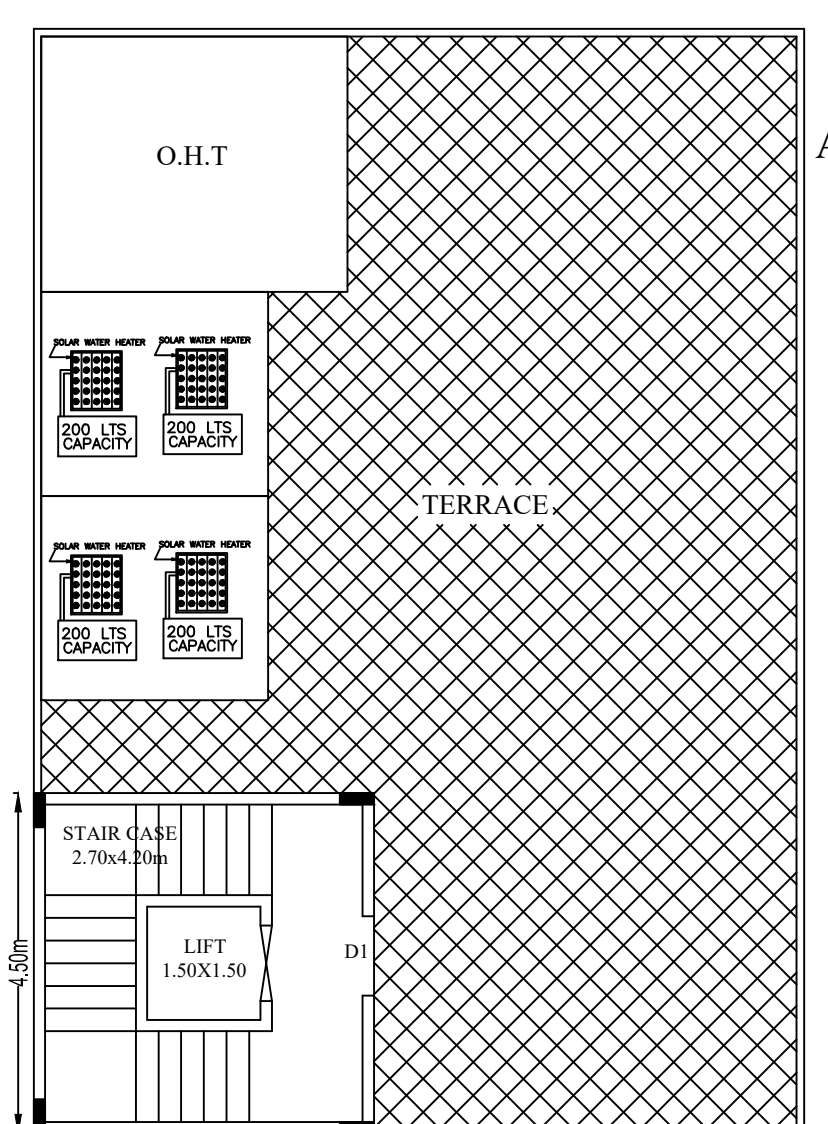 O.H.T
A
SOLAR WATER HEATER
SOLAR WATER HEATER
200 LTS
CAPACITY
200 LTS
CAPACITY
TERRACE
SOLAR WATER HEATER
SOLAR WATER HEATER
200 LTS
CAPACITY
200 LTS
CAPACITY
STAIR CASE
2.70x4.20m
4.50m
LIFT
1.50X1.50
D1